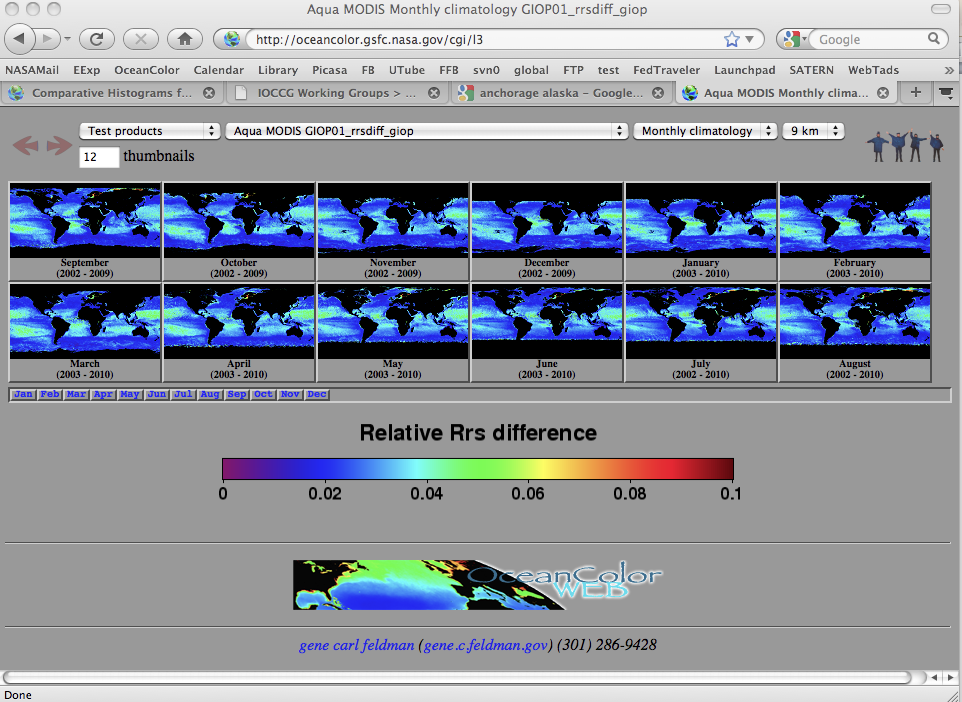 Aqua MODIS Monthly climatology GIOP01_rrsdiff_giop
http://oceancolor.gsfc.nasa.gov/cgi/l3
Google
NASAMail EExp OceanColor Calendar Library Picasa FB UTube FFB svn0 global FTP test FedTraveler Launchpad SATERN WebTads »
Comparative Histograms f... IOCCG Working Groups > ... anchorage alaska – Google... Aqua MODIS Monthly clima... +
Test products Aqua MODIS GIOP01_rrsdiff_giop Monthly climatology 9 km
12 thumbnails
September October November December January February
(2002 - 2009) (2002 - 2009) (2002 - 2009) (2002 - 2009) (2003 - 2010) (2003 - 2010)
March April May June July August
(2003 - 2010) (2003 - 2010) (2003 - 2010) (2003 - 2010) (2002 - 2010) (2002 - 2010)
Jan Feb Mar Apr May Jun Jul Aug Sep Oct Nov Dec
Relative Rrs difference
0 0.02 0.04 0.06 0.08 0.1
OceanColor
WEB
gene carl feldman (gene.c.feldman.gov) (301) 286-9428
Done